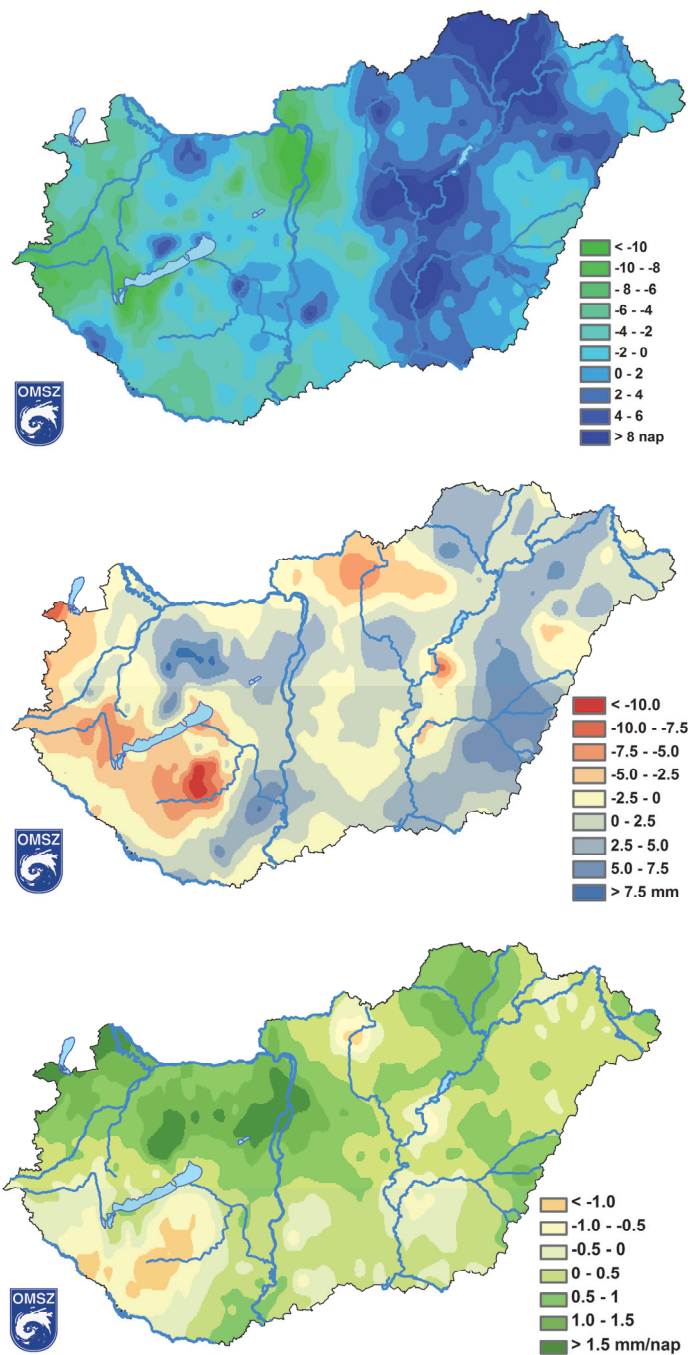 < -10
-10 - -8
- 8 - -6
-6 - -4
-4 - -2
-2 - 0
0 - 2
2 - 4
4 - 6
> 8 nap
OMSZ
< -10.0
-10.0 - -7.5
-7.5 - -5.0
-5.0 - -2.5
-2.5 - 0
0 - 2.5
2.5 - 5.0
5.0 - 7.5
> 7.5 mm
OMSZ
< -1.0
-1.0 - -0.5
-0.5 - 0
0 - 0.5
0.5 - 1
1.0 - 1.5
> 1.5 mm/nap
OMSZ